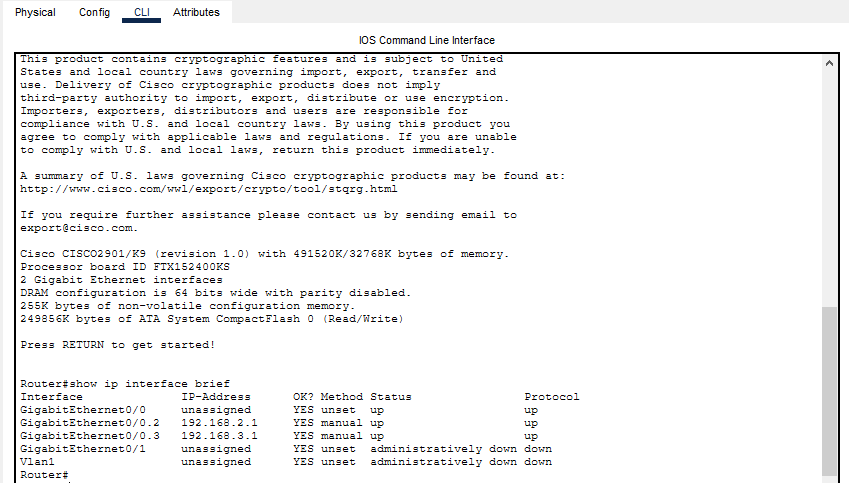 Physical Config CLI Attributes
IOS Command Line Interface
This product contains cryptographic features and is subject to United
States and local country laws governing import, export, transfer and
use. Delivery of Cisco cryptographic products does not imply
third-party authority to import, export, distribute or use encryption.
Importers, exporters, distributors and users are responsible for
compliance with U.S. and local country laws. By using this product you
agree to comply with applicable laws and regulations. If you are unable
to comply with U.S. and local laws, return this product immediately.
A summary of U.S. laws governing Cisco cryptographic products may be found at:
http://www.cisco.com/wwl/export/crypto/tool/stqrg.html
If you require further assistance please contact us by sending email to
export@cisco.com.
Cisco CISCO2901/K9 (revision 1.0) with 491520K/32768K bytes of memory.
Processor board ID FTX152400KS
2 Gigabit Ethernet interfaces
DRAM configuration is 64 bits wide with parity disabled.
255K bytes of non-volatile configuration memory.
249856K bytes of ATA System CompactFlash 0 (Read/Write)
Press RETURN to get started!
Router#show ip interface brief
Interface IP-Address OK? Method Status Protocol
GigabitEthernet0/0 unassigned YES unset up up
GigabitEthernet0/0.2 192.168.2.1 YES manual up up
GigabitEthernet0/0.3 192.168.3.1 YES manual up up
GigabitEthernet0/1 unassigned YES unset administratively down down
Vlan1 unassigned YES unset administratively down down
Router#